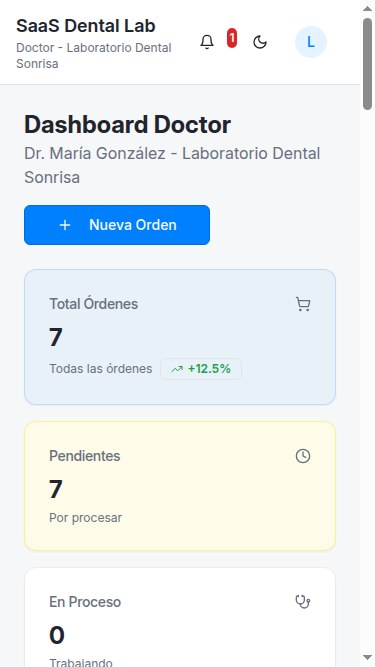 SaaS Dental Lab
Doctor - Laboratorio Dental
Sonrisa
1
L
Dashboard Doctor
Dr. María González - Laboratorio Dental
Sonrisa
Nueva Orden
Total Órdenes
7
Todas las órdenes
+12.5%
Pendientes
7
Por procesar
En Proceso
0
Trabajando